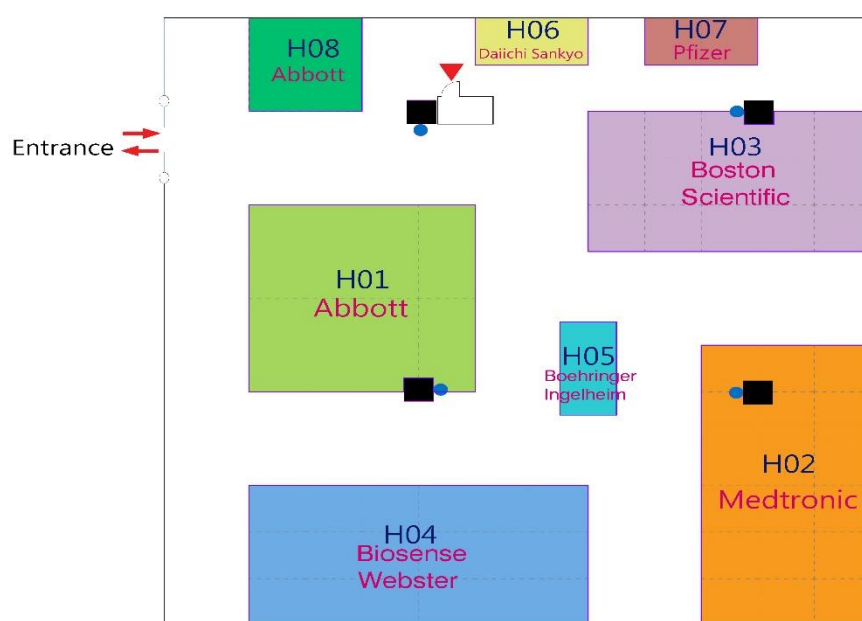 H08
Abbott
H06
Daiichi Sankyo
H07
Pfizer
Entrance
H03
Boston
Scientific
H01
Abbott
H05
Boehringer
Ingelheim
H02
Medtronic
H04
Biosense
Webster